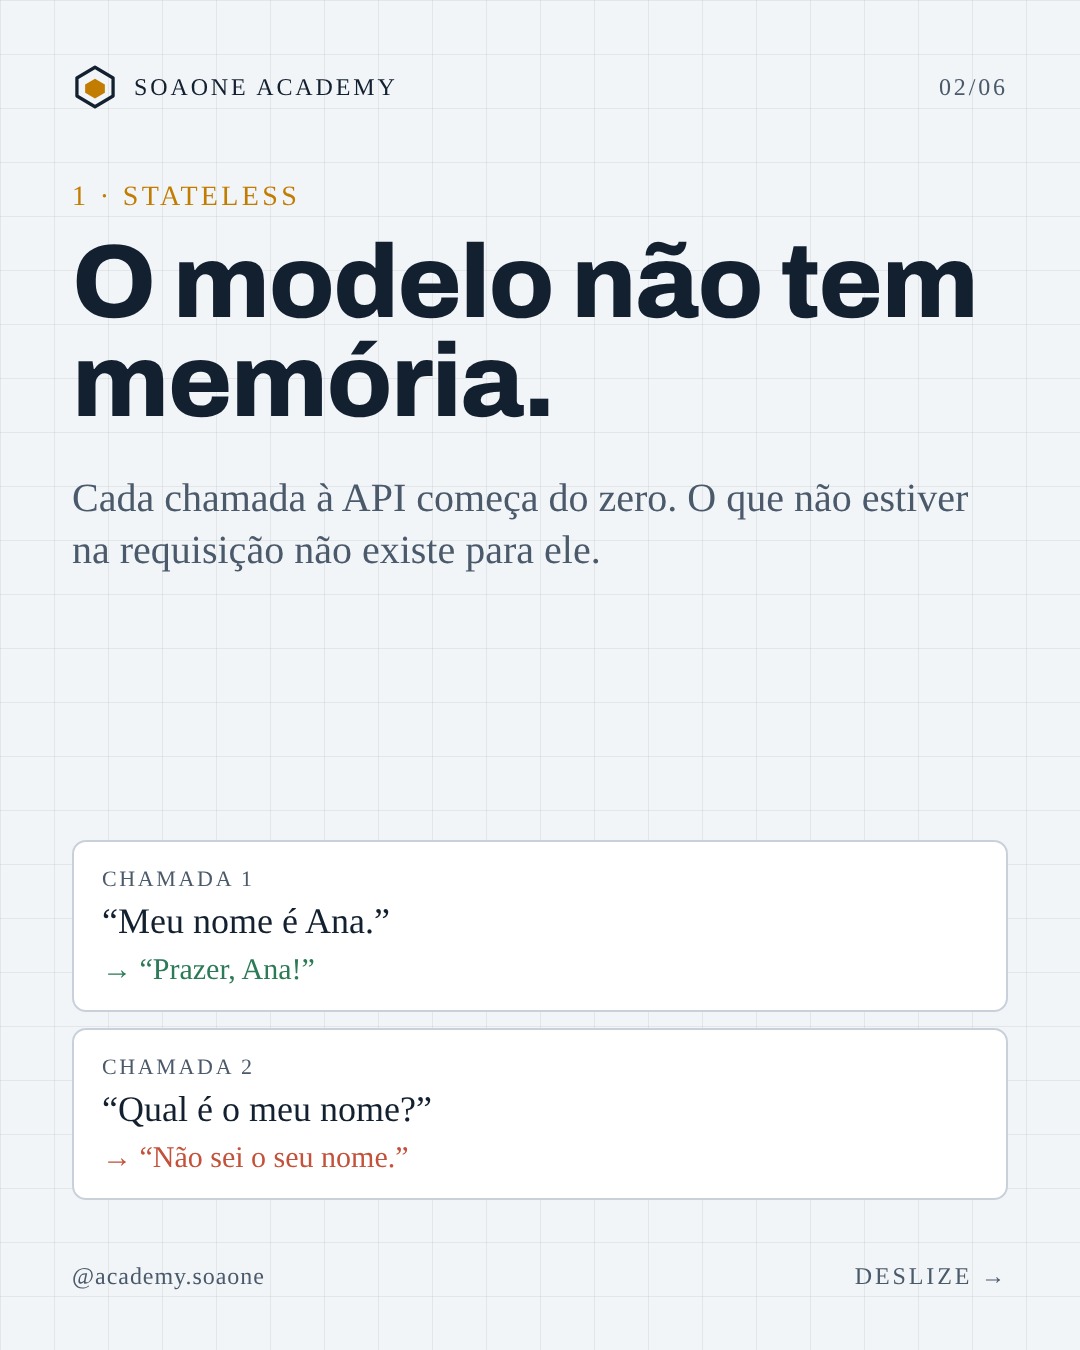 SOAONE ACADEMY
02/06
1 · STATELESS
O modelo não tem
memória.
Cada chamada à API começa do zero. O que não estiver
na requisição não existe para ele.
CHAMADA 1
“Meu nome é Ana.”
→ “Prazer, Ana!”
CHAMADA 2
“Qual é o meu nome?”
→ “Não sei o seu nome.”
@academy.soaone
DESLIZE →